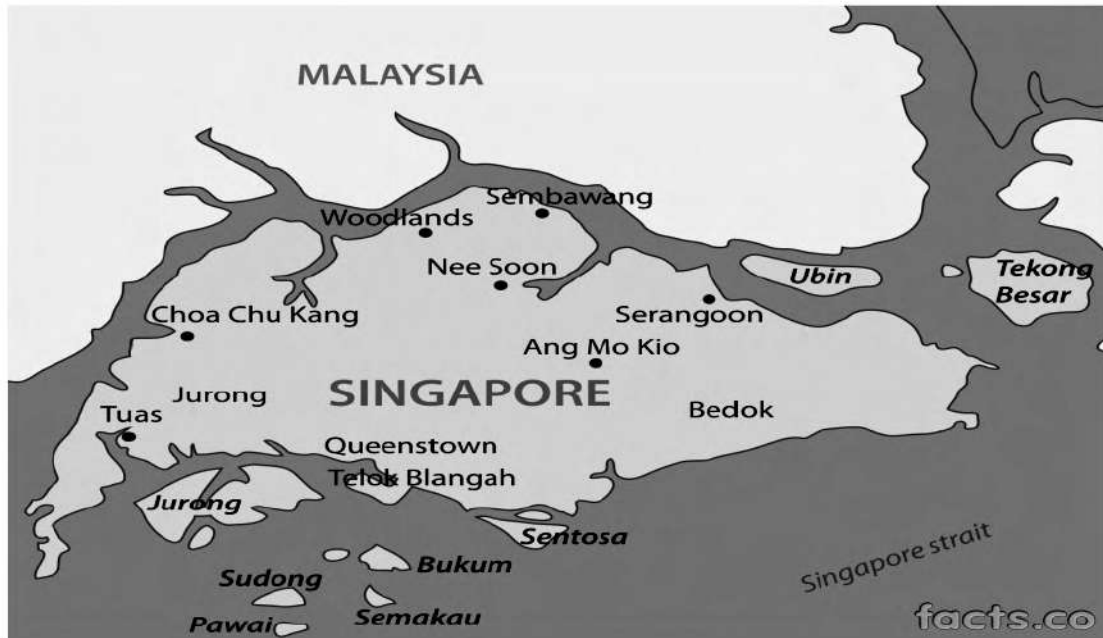 MALAYSIA
Sembawang
Woodlands
Nee Soon
Ubin
Tekong
Besar
Choa Chu Kang
Serangoon
Ang Mo Kio
Jurong
SINGAPORE
Bedok
Tuas
Queenstown
Telok Blangah
Jurong
Sentosa
Singapore strait
Bukum
Sudong
Semakau
Pawai
facts.co